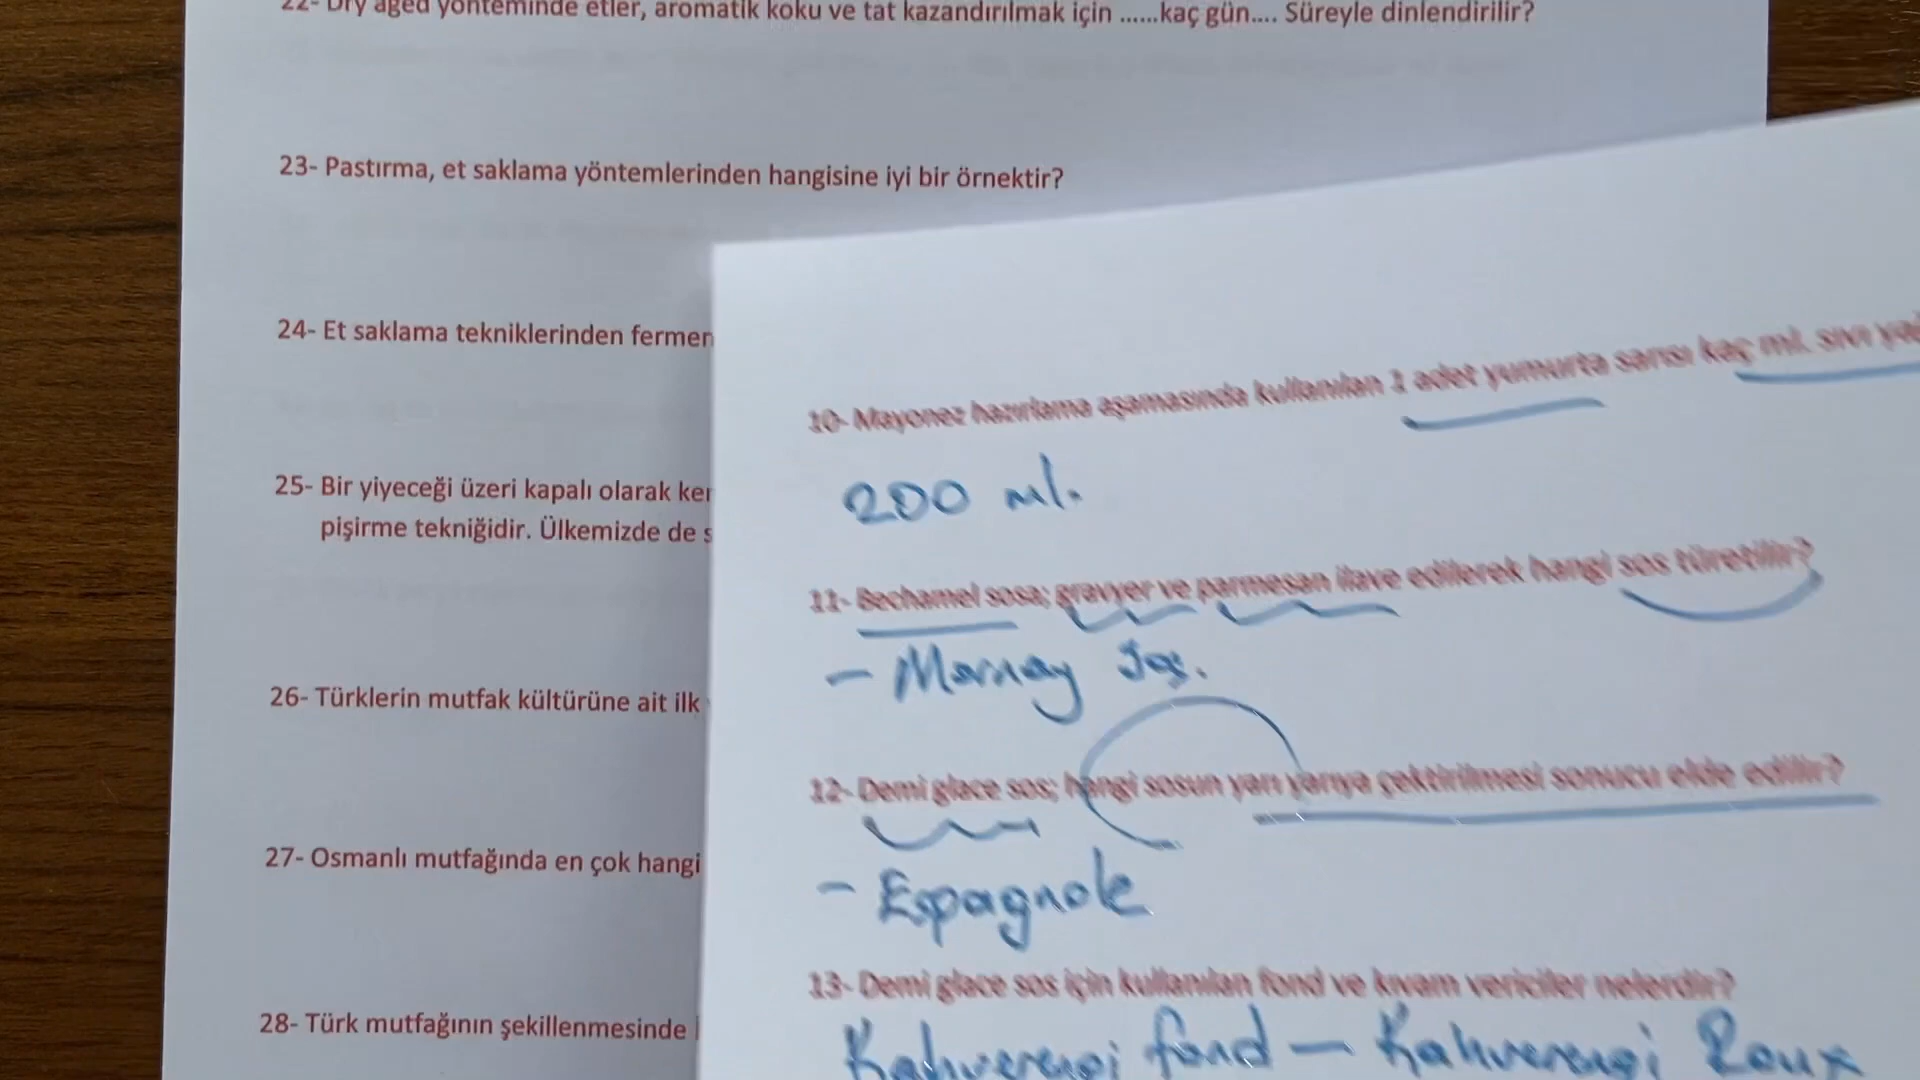 22- Dry aged yönteminde etler, aromatik koku ve tat kazandırılmak için ......kaç gün.... Süreyle dinlendirilir?
23- Pastırma, et saklama yöntemlerinden hangisine iyi bir örnektir?
24- Et saklama tekniklerinden fermen
25- Bir yiyeceği üzeri kapalı olarak ker
pişirme tekniğidir. Ülkemizde de s
26- Türklerin mutfak kültürüne ait ilk
27- Osmanlı mutfağında en çok hangi
28- Türk mutfağının şekillenmesinde
10- Mayonez hazırlama aşamasında kullanılan 1 adet yumurta sarısı kaç ml. sıvı yağ
200 ml.
11- Bechamel sosa; gravyer ve parmesan ilave edilerek hangi sos türetilir?
- Mornay Sos.
12- Demi glace sos; hangi sosun yarı yarıya çektirilmesi sonucu elde edilir?
- Espagnole
13- Demi glace sos için kullanılan fond ve kıvam vericiler nelerdir?
Kahverengi fond - Kahverengi Roux